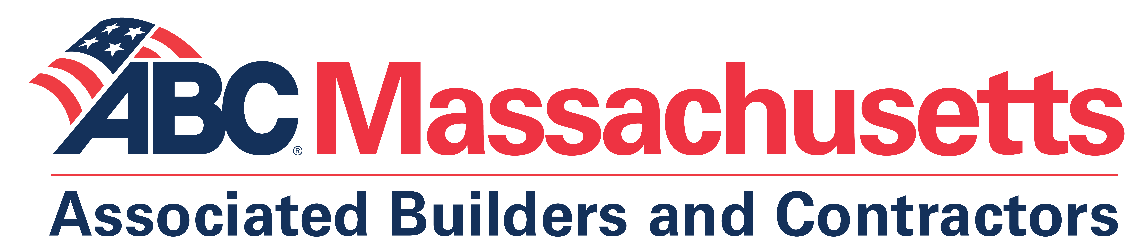 ABC® Massachusetts
Associated Builders and Contractors